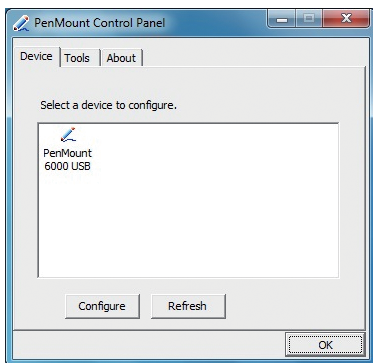 PenMount Control Panel
Device Tools About
Select a device to configure.
PenMount
6000 USB
Configure Refresh
OK